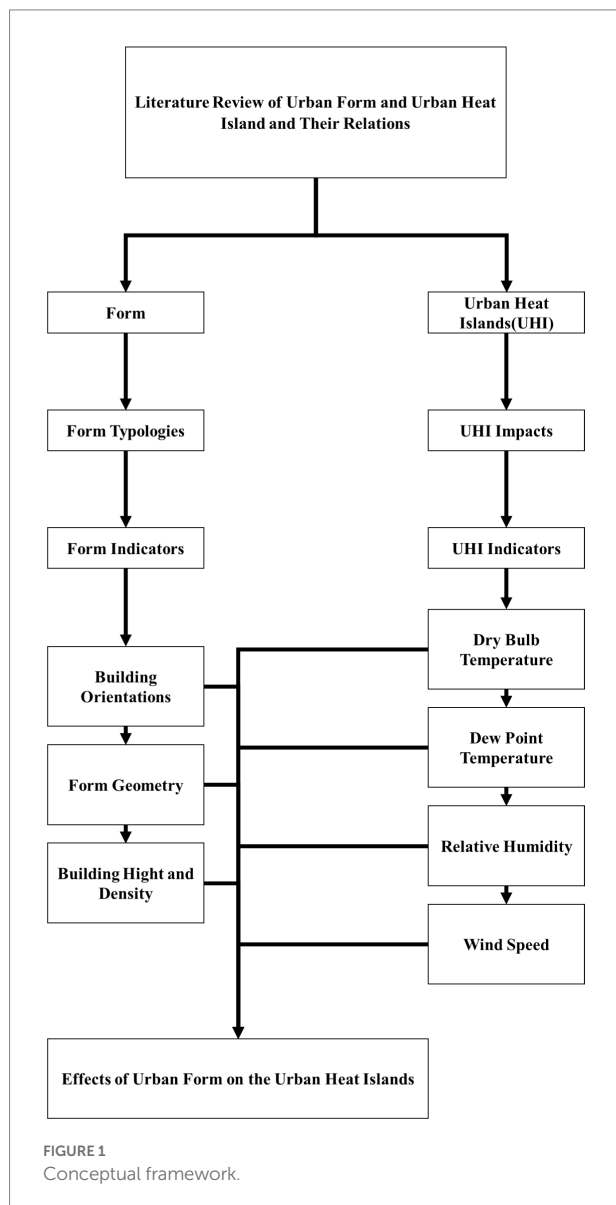 Literature Review of Urban Form and Urban Heat
Island and Their Relations
Form
Urban Heat
Islands(UHI)
Form Typologies
UHI Impacts
Form Indicators
UHI Indicators
Building
Orientations
Dry Bulb
Temperature
Form Geometry
Dew Point
Temperature
Building Hight and
Density
Relative Humidity
Wind Speed
Effects of Urban Form on the Urban Heat Islands
FIGURE 1
Conceptual framework.